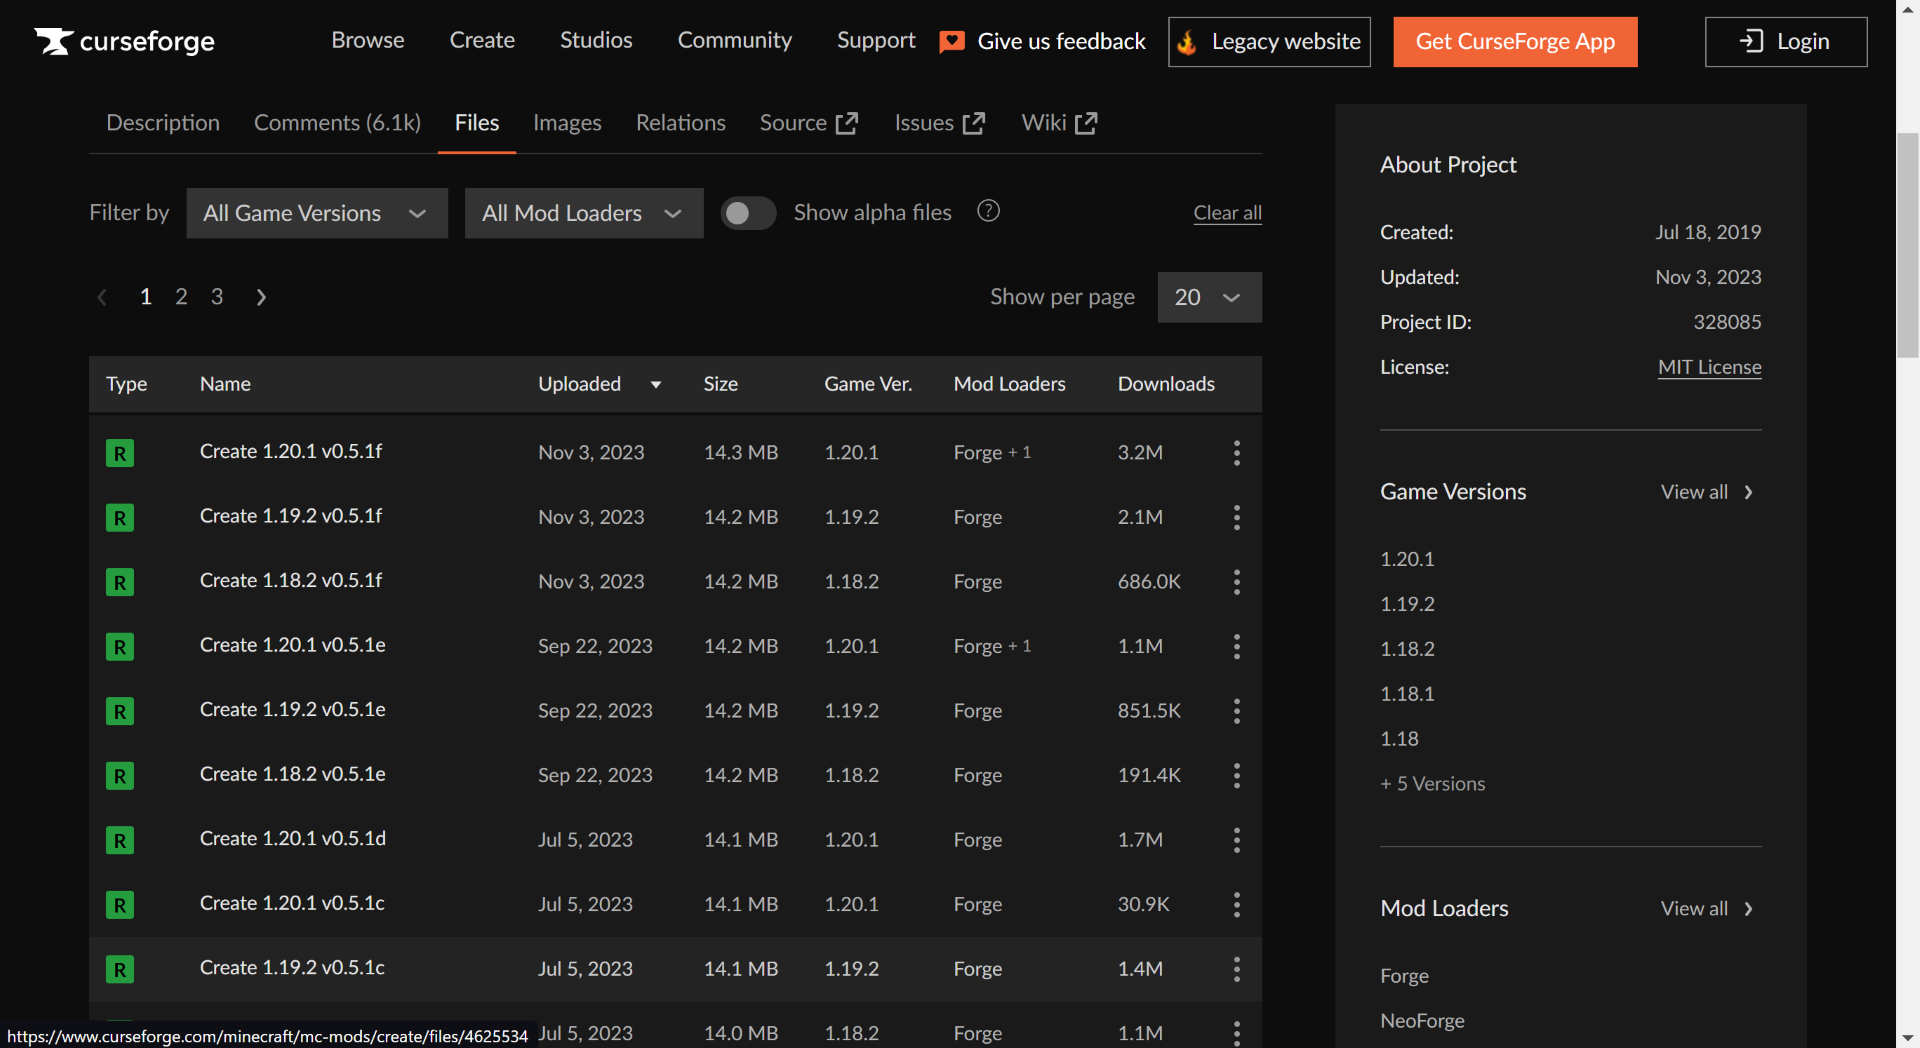 curseforge Browse Create Studios Community Support Give us feedback Legacy website Get CurseForge App Login
Description Comments (6.1k) Files Images Relations Source Issues Wiki
Filter by All Game Versions All Mod Loaders Show alpha files ? Clear all
1 2 3 Show per page 20
Type Name Uploaded Size Game Ver. Mod Loaders Downloads
R Create 1.20.1 v0.5.1f Nov 3, 2023 14.3 MB 1.20.1 Forge + 1 3.2M
R Create 1.19.2 v0.5.1f Nov 3, 2023 14.2 MB 1.19.2 Forge 2.1M
R Create 1.18.2 v0.5.1f Nov 3, 2023 14.2 MB 1.18.2 Forge 686.0K
R Create 1.20.1 v0.5.1e Sep 22, 2023 14.2 MB 1.20.1 Forge + 1 1.1M
R Create 1.19.2 v0.5.1e Sep 22, 2023 14.2 MB 1.19.2 Forge 851.5K
R Create 1.18.2 v0.5.1e Sep 22, 2023 14.2 MB 1.18.2 Forge 191.4K
R Create 1.20.1 v0.5.1d Jul 5, 2023 14.1 MB 1.20.1 Forge 1.7M
R Create 1.20.1 v0.5.1c Jul 5, 2023 14.1 MB 1.20.1 Forge 30.9K
R Create 1.19.2 v0.5.1c Jul 5, 2023 14.1 MB 1.19.2 Forge 1.4M
Jul 5, 2023 14.0 MB 1.18.2 Forge 1.1M
https://www.curseforge.com/minecraft/mc-mods/create/files/4625534
About Project
Created: Jul 18, 2019
Updated: Nov 3, 2023
Project ID: 328085
License: MIT License
Game Versions View all
1.20.1
1.19.2
1.18.2
1.18.1
1.18
+ 5 Versions
Mod Loaders View all
Forge
NeoForge